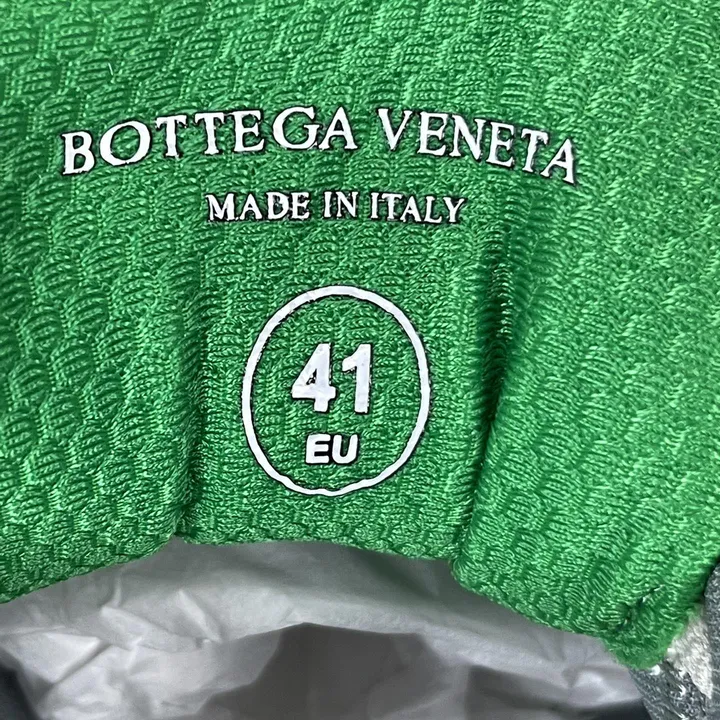 BOTTEGA VENETA
MADE IN ITALY
41
EU